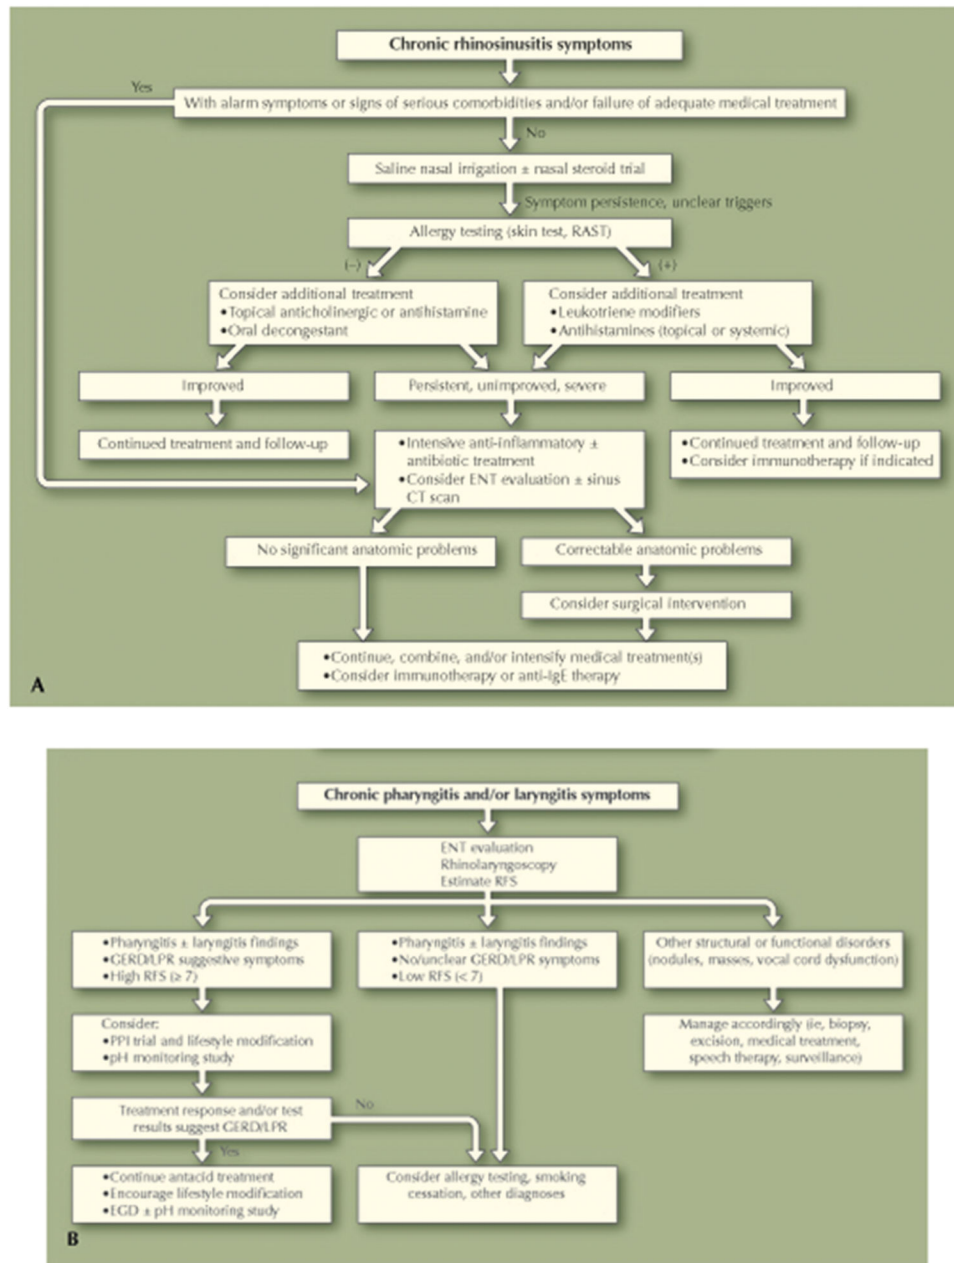 Chronic rhinosinusitis symptoms
Yes
With alarm symptoms or signs of serious comorbidities and/or failure of adequate medical treatment
No
Saline nasal irrigation ± nasal steroid trial
Symptom persistence, unclear triggers
Allergy testing (skin test, RAST)
(−)
(+)
Consider additional treatment
•Topical anticholinergic or antihistamine
•Oral decongestant
Consider additional treatment
•Leukotriene modifiers
•Antihistamines (topical or systemic)
Improved
Persistent, unimproved, severe
Improved
Continued treatment and follow-up
•Intensive anti-inflammatory ±
antibiotic treatment
•Consider ENT evaluation ± sinus
CT scan
•Continued treatment and follow-up
•Consider immunotherapy if indicated
No significant anatomic problems
Correctable anatomic problems
Consider surgical intervention
•Continue, combine, and/or intensify medical treatment(s)
•Consider immunotherapy or anti-IgE therapy
A
Chronic pharyngitis and/or laryngitis symptoms
ENT evaluation
Rhinolaryngoscopy
Estimate RFS
•Pharyngitis ± laryngitis findings
•GERD/LPR suggestive symptoms
•High RFS (≥ 7)
•Pharyngitis ± laryngitis findings
•No/unclear GERD/LPR symptoms
•Low RFS (< 7)
Other structural or functional disorders
(nodules, masses, vocal cord dysfunction)
Consider:
•PPI trial and lifestyle modification
•pH monitoring study
Manage accordingly (ie, biopsy,
excision, medical treatment,
speech therapy, surveillance)
Treatment response and/or test
results suggest GERD/LPR
No
Yes
•Continue antacid treatment
•Encourage lifestyle modification
•EGD ± pH monitoring study
Consider allergy testing, smoking
cessation, other diagnoses
B